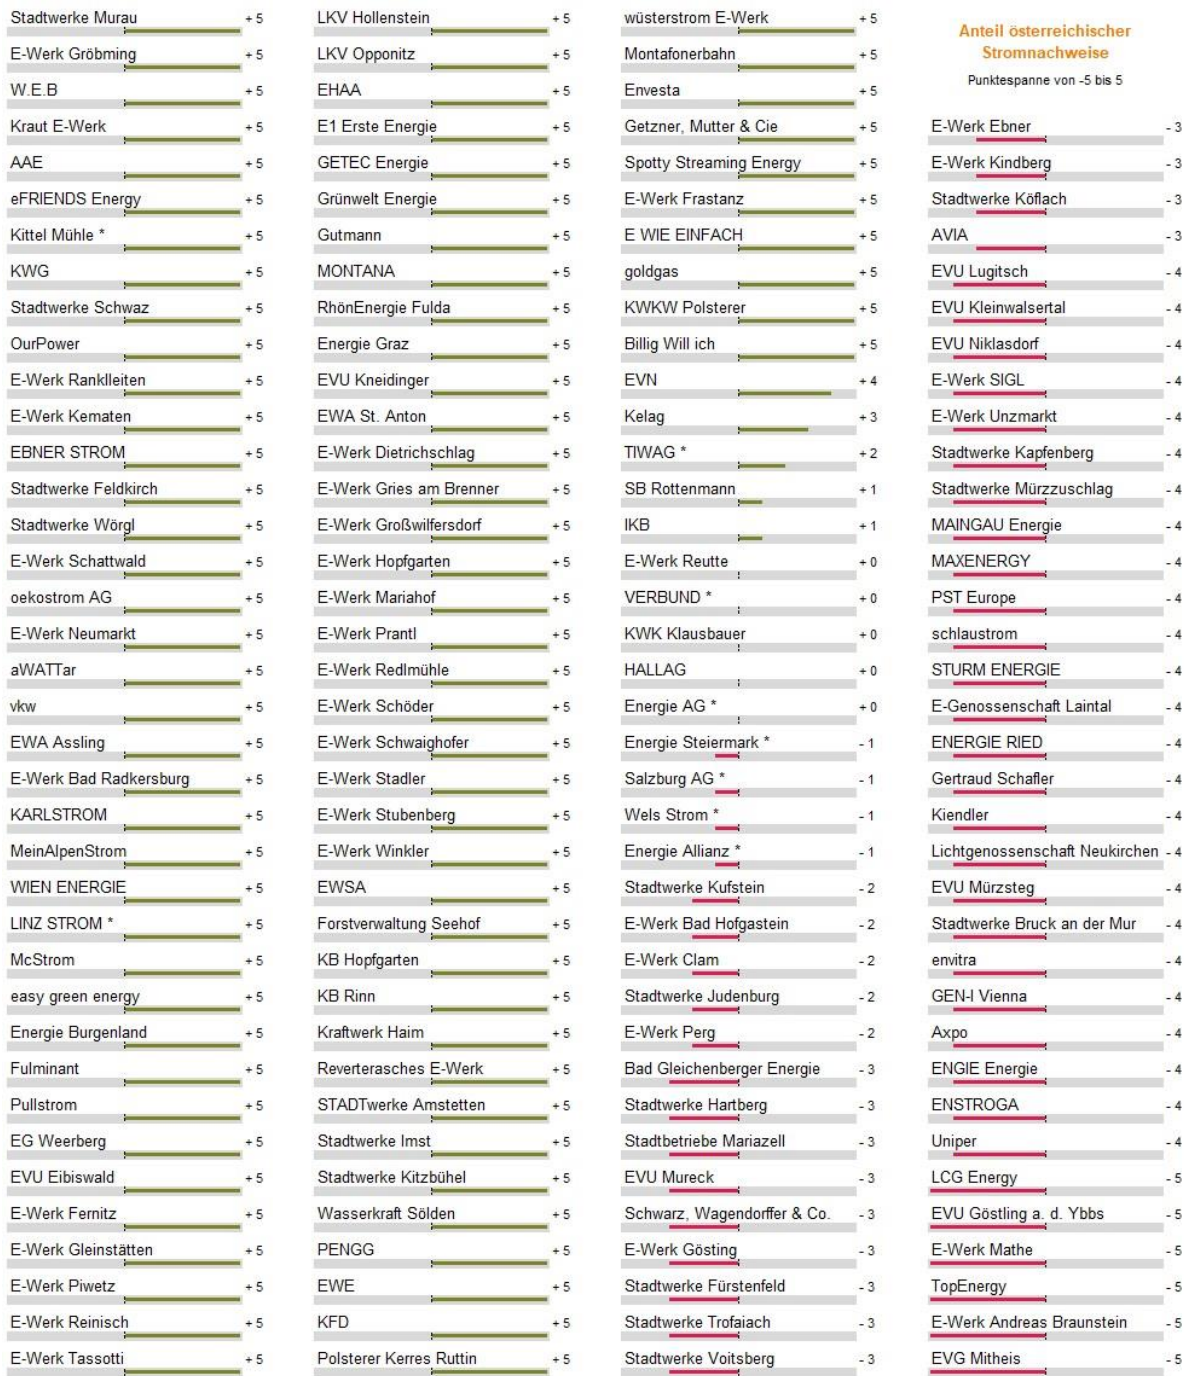 Stadtwerke Murau + 5
E-Werk Gröbming + 5
W.E.B + 5
Kraut E-Werk + 5
AAE + 5
eFRIENDS Energy + 5
Kittel Mühle * + 5
KWG + 5
Stadtwerke Schwaz + 5
OurPower + 5
E-Werk Ranklleiten + 5
E-Werk Kematen + 5
EBNER STROM + 5
Stadtwerke Feldkirch + 5
Stadtwerke Wörgl + 5
E-Werk Schattwald + 5
oekostrom AG + 5
E-Werk Neumarkt + 5
aWATTar + 5
vkw + 5
EWA Assling + 5
E-Werk Bad Radkersburg + 5
KARLSTROM + 5
MeinAlpenStrom + 5
WIEN ENERGIE + 5
LINZ STROM * + 5
McStrom + 5
easy green energy + 5
Energie Burgenland + 5
Fulminant + 5
Pullstrom + 5
EG Weerberg + 5
EVU Eibiswald + 5
E-Werk Fernitz + 5
E-Werk Gleinstätten + 5
E-Werk Piwetz + 5
E-Werk Reinisch + 5
E-Werk Tassotti + 5
LKV Hollenstein + 5
LKV Opponitz + 5
EHAA + 5
E1 Erste Energie + 5
GETEC Energie + 5
Grünwelt Energie + 5
Gutmann + 5
MONTANA + 5
RhönEnergie Fulda + 5
Energie Graz + 5
EVU Kneidinger + 5
EWA St. Anton + 5
E-Werk Dietrichschlag + 5
E-Werk Gries am Brenner + 5
E-Werk Großwilfersdorf + 5
E-Werk Hopfgarten + 5
E-Werk Mariahof + 5
E-Werk Prantl + 5
E-Werk Redlmühle + 5
E-Werk Schöder + 5
E-Werk Schwaighofer + 5
E-Werk Stadler + 5
E-Werk Stubenberg + 5
E-Werk Winkler + 5
EWSA + 5
Forstverwaltung Seehof + 5
KB Hopfgarten + 5
KB Rinn + 5
Kraftwerk Haim + 5
Reverterasches E-Werk + 5
STADTwerke Amstetten + 5
Stadtwerke Imst + 5
Stadtwerke Kitzbühel + 5
Wasserkraft Sölden + 5
PENGG + 5
EWE + 5
KFD + 5
Polsterer Kerres Ruttin + 5
wüsterstrom E-Werk + 5
Montafonerbahn + 5
Envesta + 5
Getzner, Mutter & Cie + 5
Spotty Streaming Energy + 5
E-Werk Frastanz + 5
E WIE EINFACH + 5
goldgas + 5
KWKW Polsterer + 5
Billig Will ich + 5
EVN + 4
Kelag + 3
TIWAG * + 2
SB Rottenmann + 1
IKB + 1
E-Werk Reutte + 0
VERBUND * + 0
KWK Klausbauer + 0
HALLAG + 0
Energie AG * + 0
Energie Steiermark * - 1
Salzburg AG * - 1
Wels Strom * - 1
Energie Allianz * - 1
Stadtwerke Kufstein - 2
E-Werk Bad Hofgastein - 2
E-Werk Clam - 2
Stadtwerke Judenburg - 2
E-Werk Perg - 2
Bad Gleichenberger Energie - 3
Stadtwerke Hartberg - 3
Stadtbetriebe Mariazell - 3
EVU Mureck - 3
Schwarz, Wagendorffer & Co. - 3
E-Werk Gösting - 3
Stadtwerke Fürstenfeld - 3
Stadtwerke Trofaiach - 3
Stadtwerke Voitsberg - 3
Anteil österreichischer
Stromnachweise
Punktespanne von -5 bis 5
E-Werk Ebner - 3
E-Werk Kindberg - 3
Stadtwerke Köflach - 3
AVIA - 3
EVU Lugitsch - 4
EVU Kleinwalsertal - 4
EVU Niklasdorf - 4
E-Werk SIGL - 4
E-Werk Unzmarkt - 4
Stadtwerke Kapfenberg - 4
Stadtwerke Mürzzuschlag - 4
MAINGAU Energie - 4
MAXENERGY - 4
PST Europe - 4
schlaustrom - 4
STURM ENERGIE - 4
E-Genossenschaft Laintal - 4
ENERGIE RIED - 4
Gertraud Schafler - 4
Kiendler - 4
Lichtgenossenschaft Neukirchen - 4
EVU Mürzsteg - 4
Stadtwerke Bruck an der Mur - 4
envitra - 4
GEN-I Vienna - 4
Axpo - 4
ENGIE Energie - 4
ENSTROGA - 4
Uniper - 4
LCG Energy - 5
EVU Göstling a. d. Ybbs - 5
E-Werk Mathe - 5
TopEnergy - 5
E-Werk Andreas Braunstein - 5
EVG Mitheis - 5